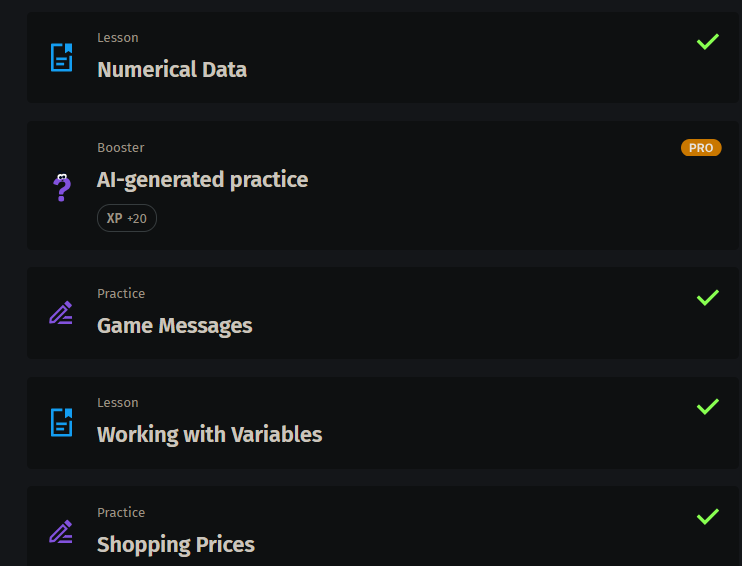 Lesson
Numerical Data
Booster
PRO
AI-generated practice
XP +20
Practice
Game Messages
Lesson
Working with Variables
Practice
Shopping Prices